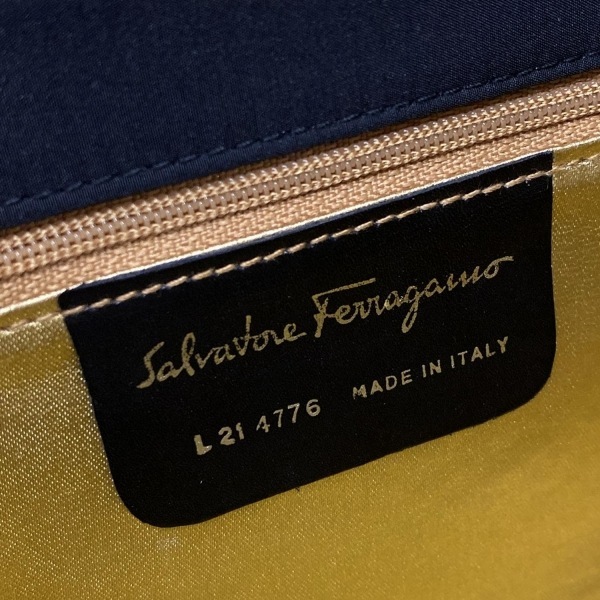 Salvatore Ferragamo
L 21 4776 MADE IN ITALY